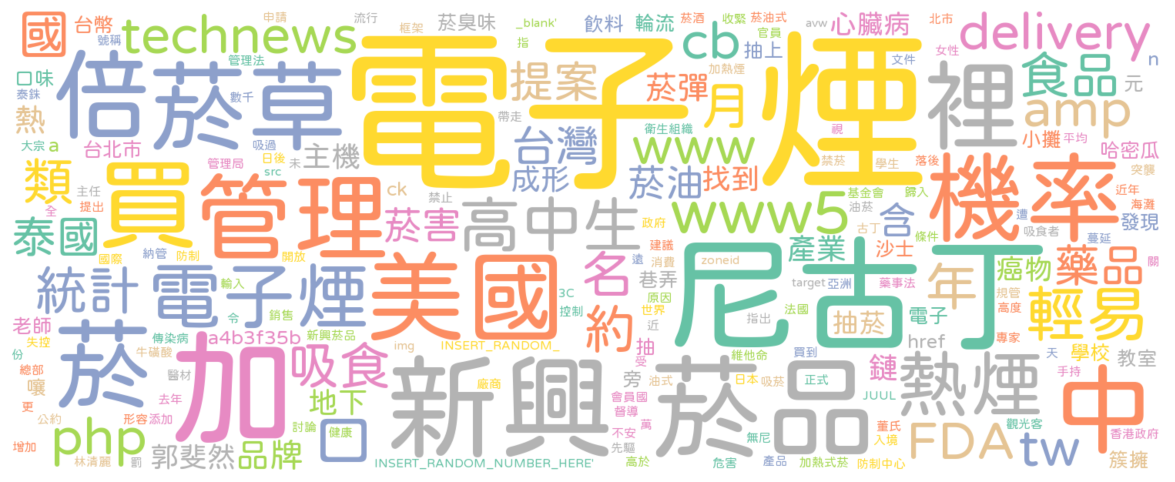 國
台幣
申請
號稱
technews
流行
管理法
框架
菸臭味
_blank'
指
飲料
輪流
菸酒
cb
收緊
抽上
菸油式
官員
avw
心臟病
文件
北市
女性
delivery
n
口味
泰銖
熱
數千
倍
菸草
電子煙
提案
帶走
菸彈
月
加熱煙
裡
食品
元
amp
大宗
a
台北市
吸過
管理局
日後
src
未
主機
台灣
成形
衛生組織
www
視
禁菸
學生
落後
小攤
平均
哈密瓜
突襲
類
主任
提出
全
買
管理
ck
禁止
菸油
找到
基金會
油菸
購入
機率
近年
海灘
發現
泰國
國際
納管
防制
開放
菸害
高中生
政府
www5
古丁
含
條件
遭
吸食者
蔓延
統計
電子煙
輸入
美國
名
遠
建議
消費
巷弄
zoneid
尼古丁
產業
沙士
target
亞洲
藥事法
年
癌物
規管
高度
藥品
關
輕易
老師
失控
傳染病
令
銷售
a4b3f35b
新興菸品
3C
控制
約
原因
世界
近
抽
受
指出
法國
抽菸
電子
專家
菸
份
總部
嚷
牛磺酸
醫材
加
吸食
img
INSERT_RANDOM_
廠商
新興菸品
旁
油式
維他命
日本
吸菸
買到
正式
href
鏈
熱煙
天
手持
學校
教室
中
更
公約
去年
形容
添加
地下
會員國
督導
萬
JUUL
觀光客
增加
php
林清麗
罰
郭斐然
品牌
討論
健康
口
INSERT_RANDOM_NUMBER_HERE'
不安
先驅
高於
無尼
危害
產品
加熱式菸
董氏
入境
防制中心
FDA
tw
香港政府
簇擁